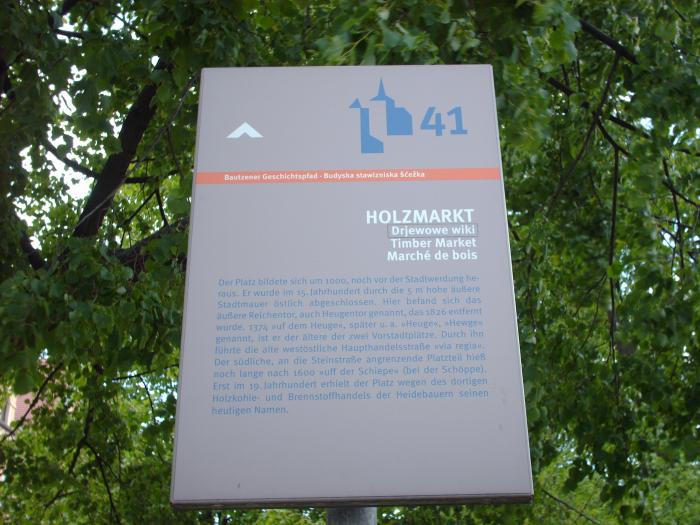 41
Bautzener Geschichtspfad · Budyska stawizniska Šćežka
HOLZMARKT
Drjewowe wiki
Timber Market
Marché de bois
Der Platz bildete sich um 1000, noch vor der Stadtwerdung he-
raus. Er wurde im 15. Jahrhundert durch die 5 m hohe äußere
Stadtmauer östlich abgeschlossen. Hier befand sich das
äußere Reichentor, auch Heugentor genannt, das 1826 entfernt
wurde. 1374 »uf dem Heuge«, später u. a. »Heuge«, »Hewge«
genannt, ist er der ältere der zwei Vorstadtplätze. Durch ihn
führte die alte westöstliche Haupthandelsstraße »via regia«.
Der südliche, an die Steinstraße angrenzende Platzteil hieß
noch lange nach 1600 »uff der Schiepe« (bei der Schöppe).
Erst im 19. Jahrhundert erhielt der Platz wegen des dortigen
Holzkohle- und Brennstoffhandels der Heidebauern seinen
heutigen Namen.